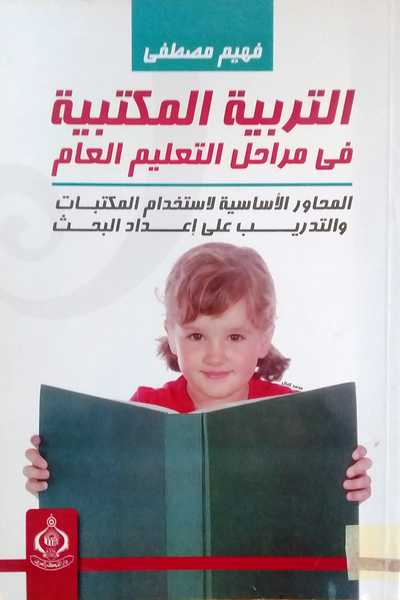 فهيم مصطفى
التربية المكتبية
فى مراحل التعليم العام
المحاور الأساسية لاستخدام المكتبات
والتدريب على إعداد البحث